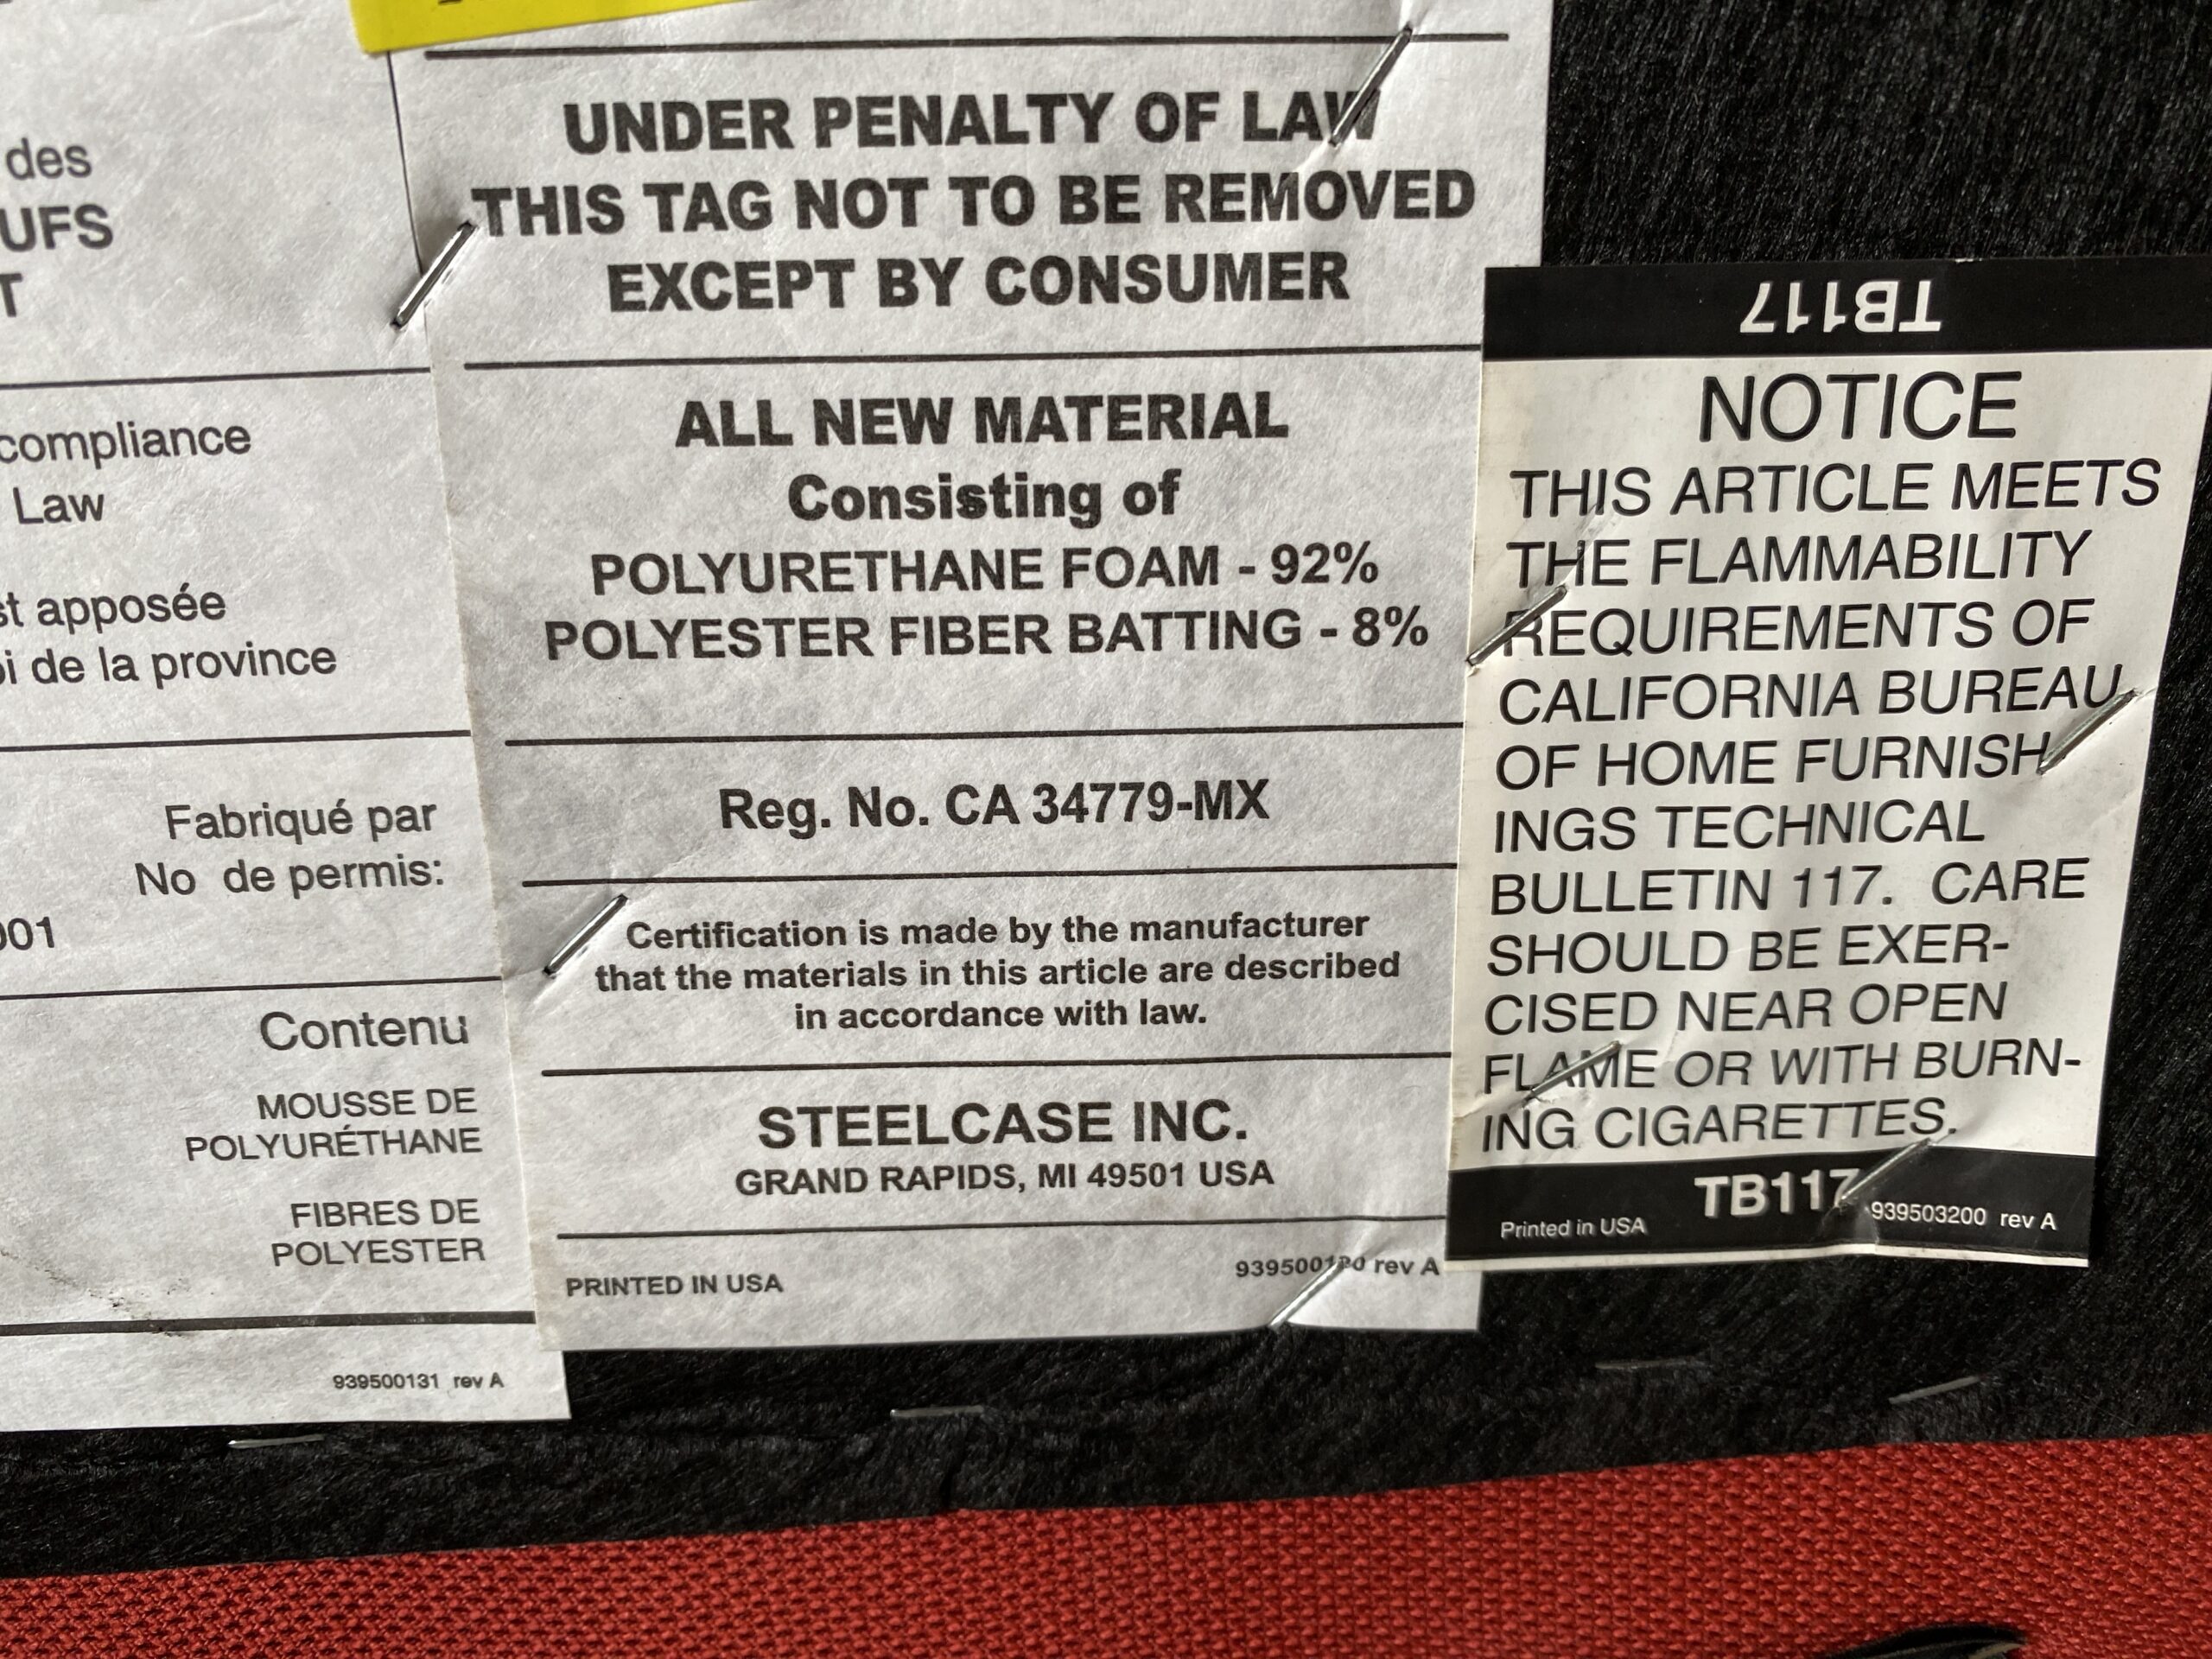 des
UFS
T
compliance
Law
st apposée
oi de la province
Fabriqué par
No de permis:
001
Contenu
MOUSSE DE
POLYURÉTHANE
FIBRES DE
POLYESTER
939500131 rev A
UNDER PENALTY OF LAW
THIS TAG NOT TO BE REMOVED
EXCEPT BY CONSUMER
ALL NEW MATERIAL
Consisting of
POLYURETHANE FOAM - 92%
POLYESTER FIBER BATTING - 8%
Reg. No. CA 34779-MX
Certification is made by the manufacturer
that the materials in this article are described
in accordance with law.
STEELCASE INC.
GRAND RAPIDS, MI 49501 USA
PRINTED IN USA
rev A
TB117
NOTICE
THIS ARTICLE MEETS
THE FLAMMABILITY
REQUIREMENTS OF
CALIFORNIA BUREAU
OF HOME FURNISH
INGS TECHNICAL
BULLETIN 117. CARE
SHOULD BE EXER-
CISED NEAR OPEN
FLAME OR WITH BURN-
ING CIGARETTES.
TB117
Printed in USA
939503200 rev A